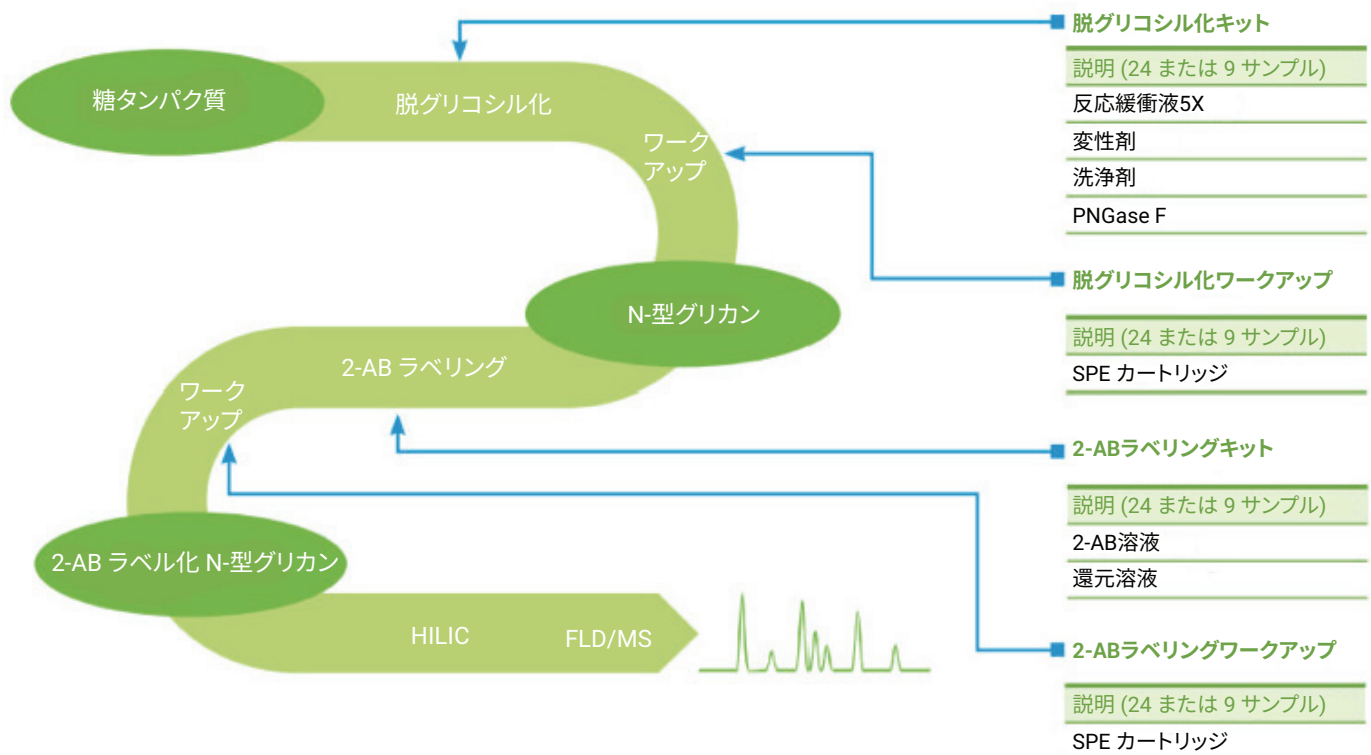 糖タンパク質
脱グリコシル化
ワーク
アップ
N-型グリカン
2-AB ラベリング
ワーク
アップ
2-AB ラベル化 N-型グリカン
HILIC
FLD/MS
脱グリコシル化キット
説明 (24 または 9 サンプル)
反応緩衝液5X
変性剤
洗浄剤
PNGase F
脱グリコシル化ワークアップ
説明 (24 または 9 サンプル)
SPE カートリッジ
2-ABラベリングキット
説明 (24 または 9 サンプル)
2-AB溶液
還元溶液
2-ABラベリングワークアップ
説明 (24 または 9 サンプル)
SPE カートリッジ